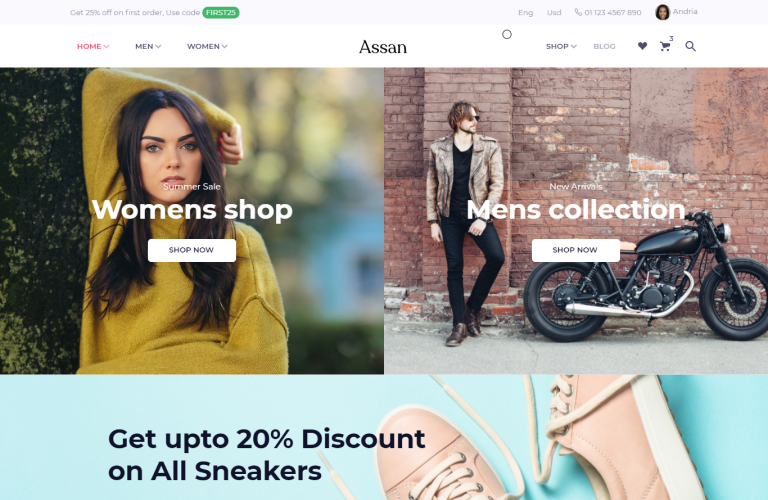 Get 25% off on first order, Use code FIRST25
Eng Usd 01 123 4567 890 Andria
HOME MEN WOMEN Assan SHOP BLOG 3
Summer Sale
Womens shop
SHOP NOW
New Arrivals
Mens collection
SHOP NOW
Get upto 20% Discount
on All Sneakers